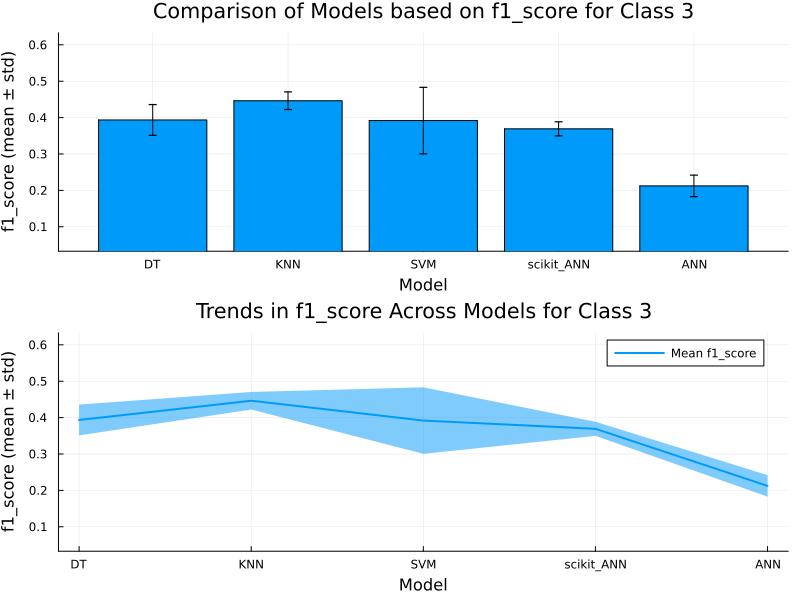 Comparison of Models based on f1_score for Class 3
f1_score (mean ± std)
0.6
0.5
0.4
0.3
0.2
0.1
DT KNN SVM scikit_ANN ANN
Model
Trends in f1_score Across Models for Class 3
f1_score (mean ± std)
0.6
Mean f1_score
0.5
0.4
0.3
0.2
0.1
DT KNN SVM scikit_ANN ANN
Model